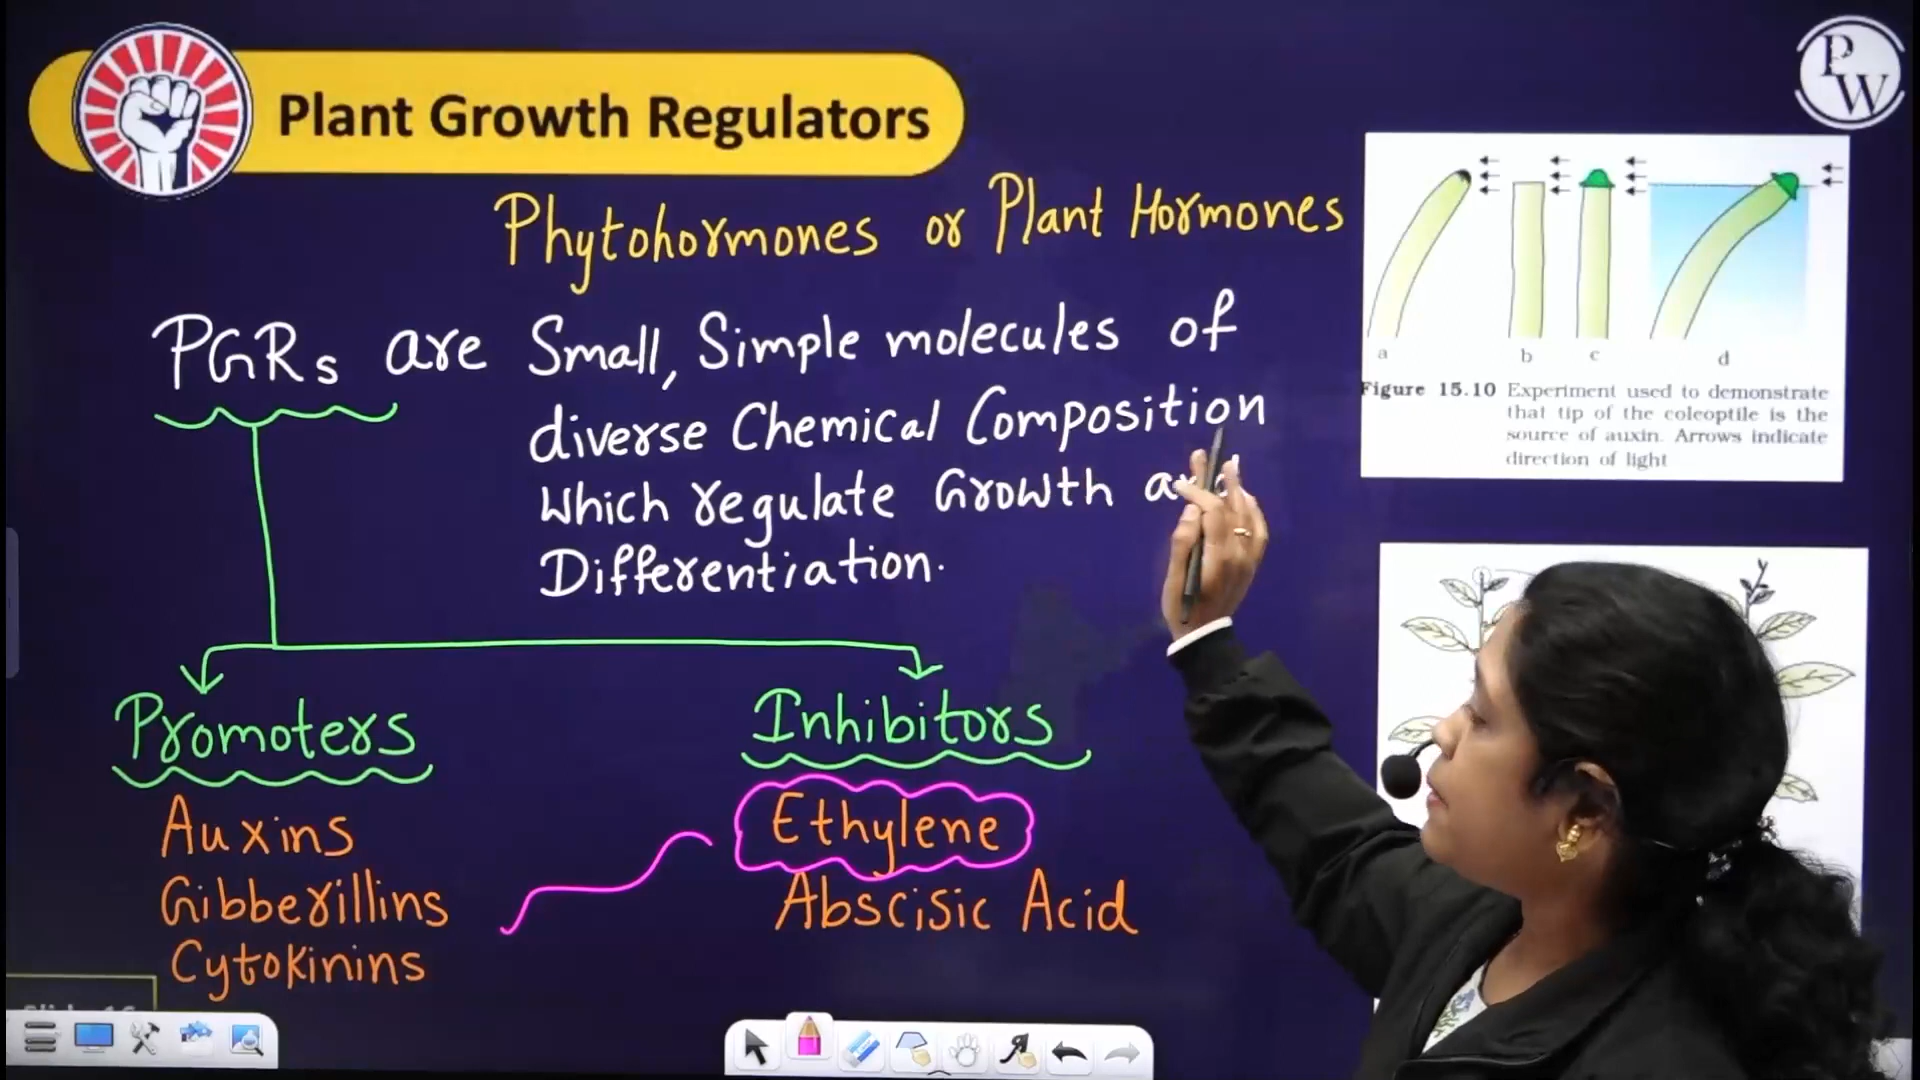 Plant Growth Regulators
PW
Phytohormones or Plant Hormones
PGRs are Small, Simple molecules of
diverse Chemical Composition
Which regulate Growth and
Differentiation.
Promoters
Auxins
Gibberillins
Cytokinins
Inhibitors
Ethylene
Abscisic Acid
a b c d
Figure 15.10 Experiment used to demonstrate
that tip of the coleoptile is the
source of auxin. Arrows indicate
direction of light